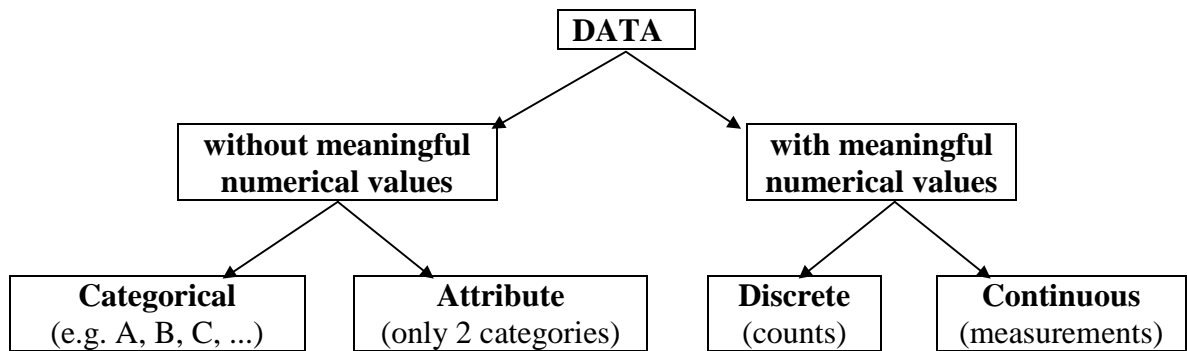 DATA
without meaningful
numerical values
with meaningful
numerical values
Categorical
(e.g. A, B, C, ...)
Attribute
(only 2 categories)
Discrete
(counts)
Continuous
(measurements)